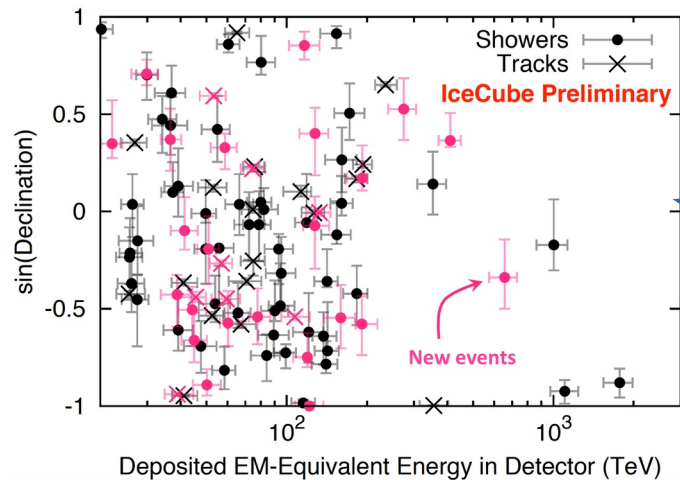 1
0.5
0
-0.5
-1
sin(Declination)
Showers
Tracks
IceCube Preliminary
New events
10²
10³
Deposited EM-Equivalent Energy in Detector (TeV)